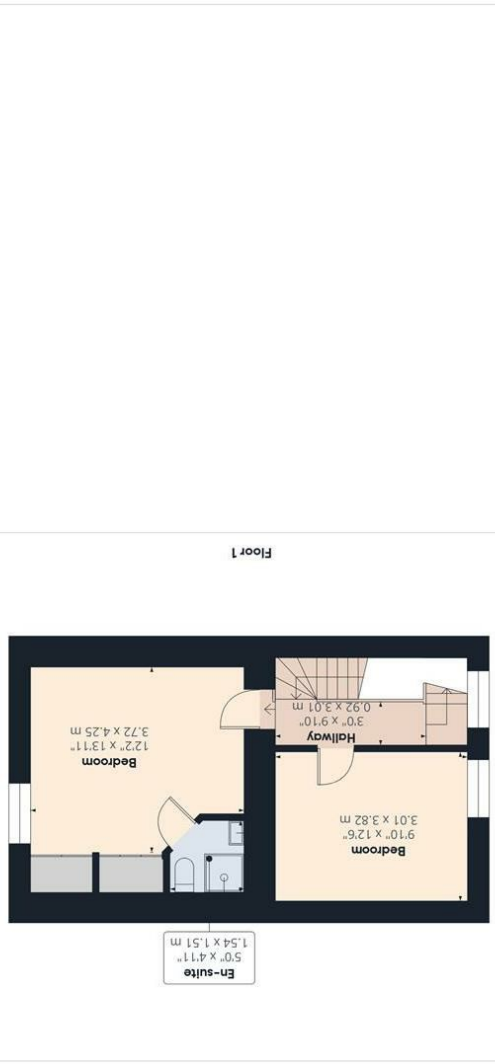 En-suite
5'0" x 4'11"
1.54 x 1.51 m
Bedroom
9'10" x 12'6"
3.01 x 3.82 m
Bedroom
12'2" x 13'11"
3.72 x 4.25 m
Hallway
3'0" x 9'10"
0.92 x 3.01 m
Floor 1